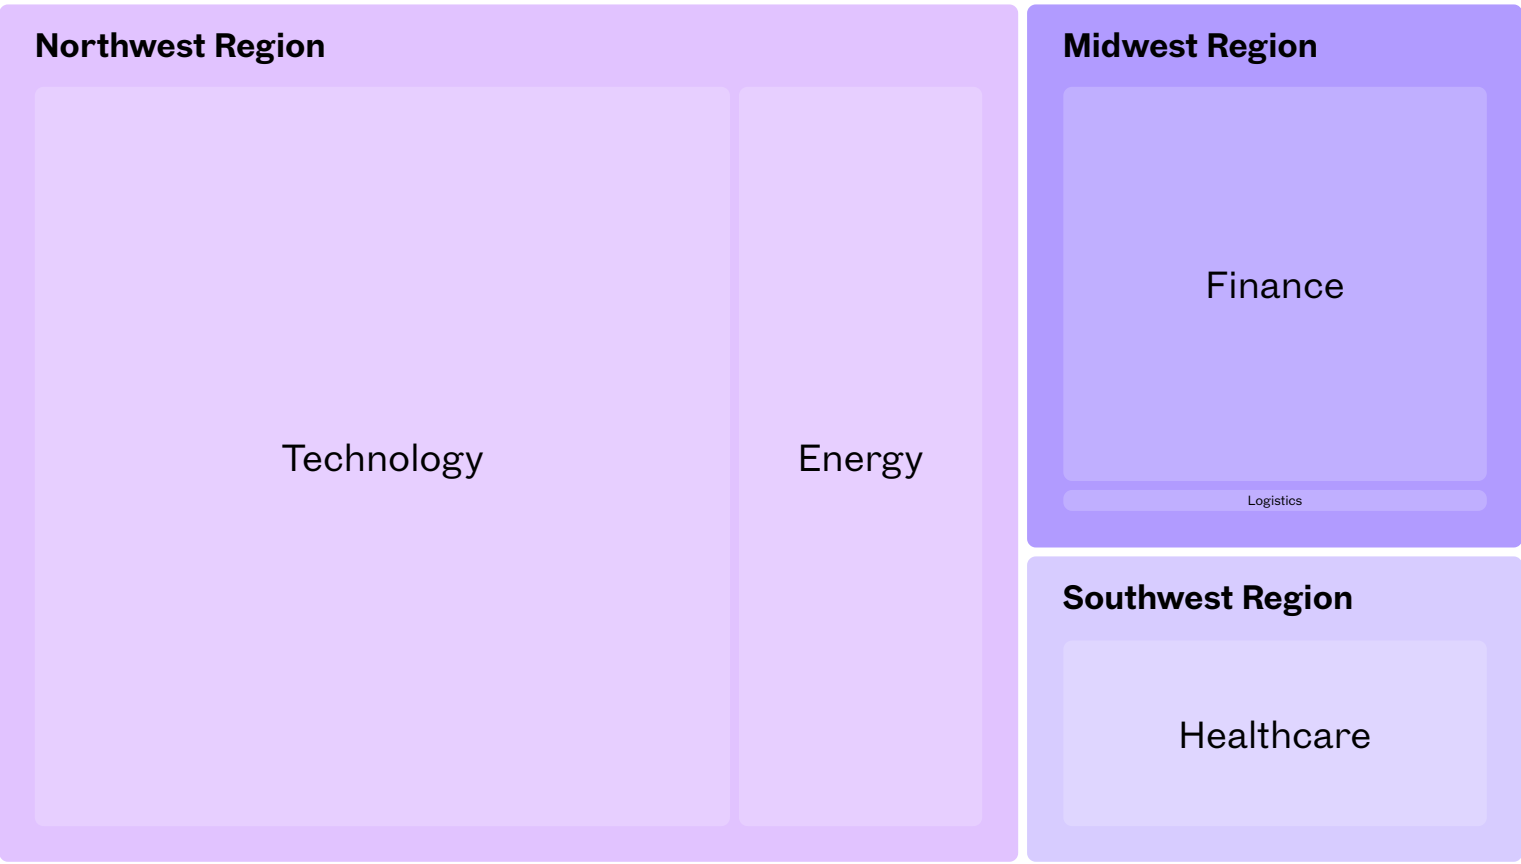 Northwest Region
Technology
Energy
Midwest Region
Finance
Logistics
Southwest Region
Healthcare